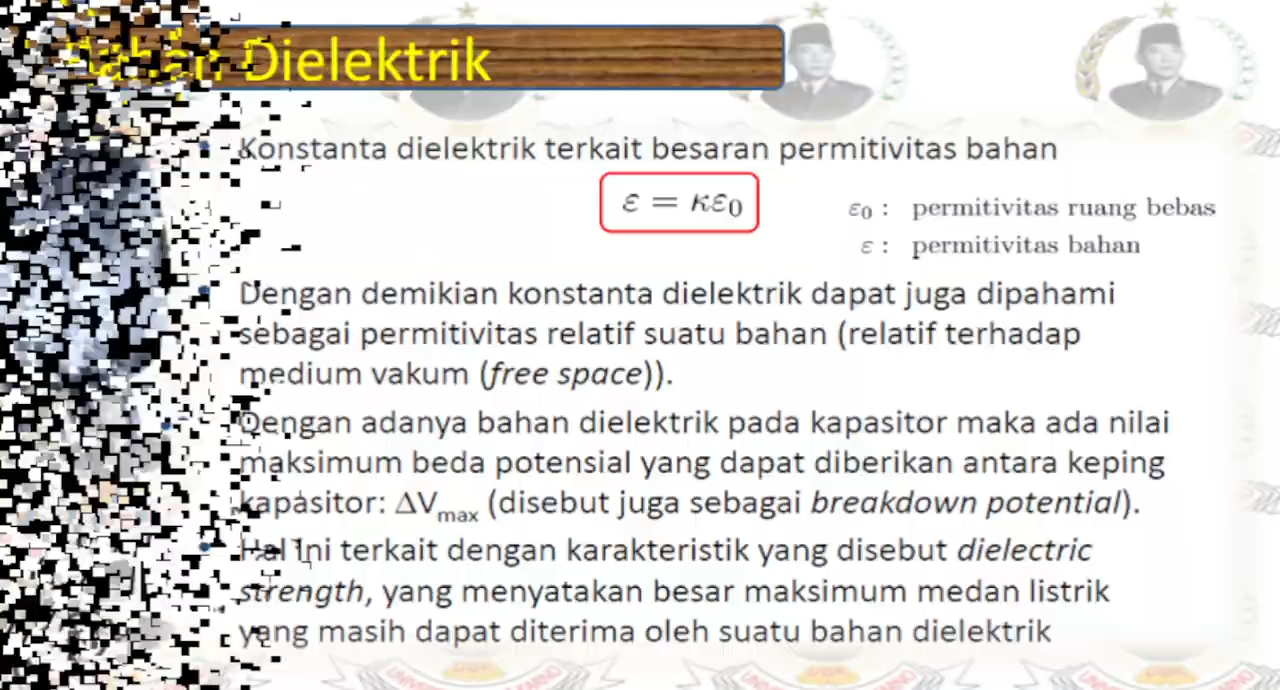 Bahan Dielektrik
Konstanta dielektrik terkait besaran permitivitas bahan
ε = κε₀
ε₀ : permitivitas ruang bebas
ε : permitivitas bahan
Dengan demikian konstanta dielektrik dapat juga dipahami
sebagai permitivitas relatif suatu bahan (relatif terhadap
medium vakum (free space)).
Dengan adanya bahan dielektrik pada kapasitor maka ada nilai
maksimum beda potensial yang dapat diberikan antara keping
kapasitor: ΔVmax (disebut juga sebagai breakdown potential).
Hal ini terkait dengan karakteristik yang disebut dielectric
strength, yang menyatakan besar maksimum medan listrik
yang masih dapat diterima oleh suatu bahan dielektrik